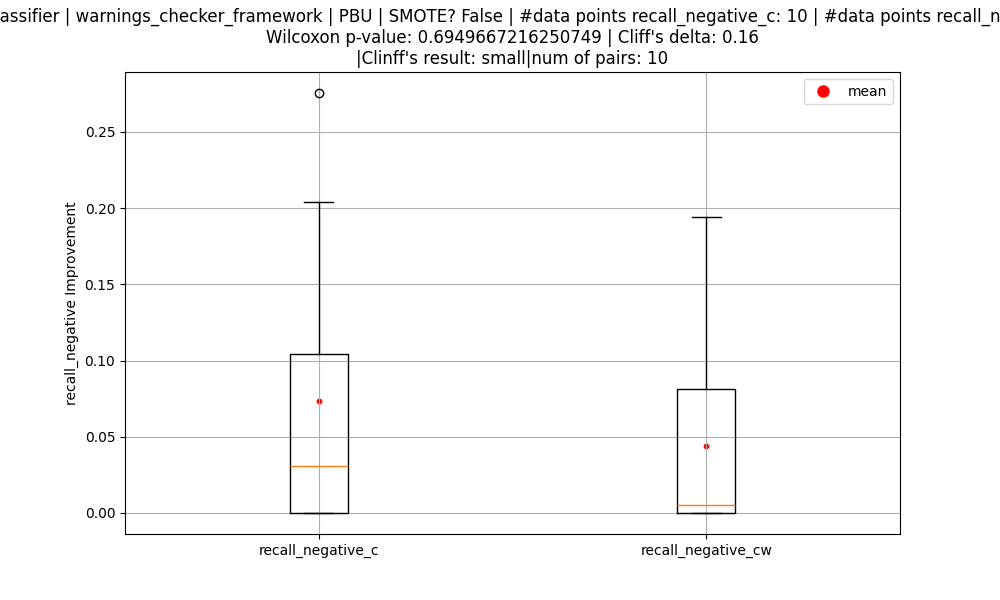 assifier | warnings_checker_framework | PBU | SMOTE? False | #data points recall_negative_c: 10 | #data points recall_n
Wilcoxon p-value: 0.6949667216250749 | Cliff's delta: 0.16
|Clinff's result: small|num of pairs: 10
mean
0.25
0.20
0.15
0.10
0.05
0.00
recall_negative Improvement
recall_negative_c
recall_negative_cw